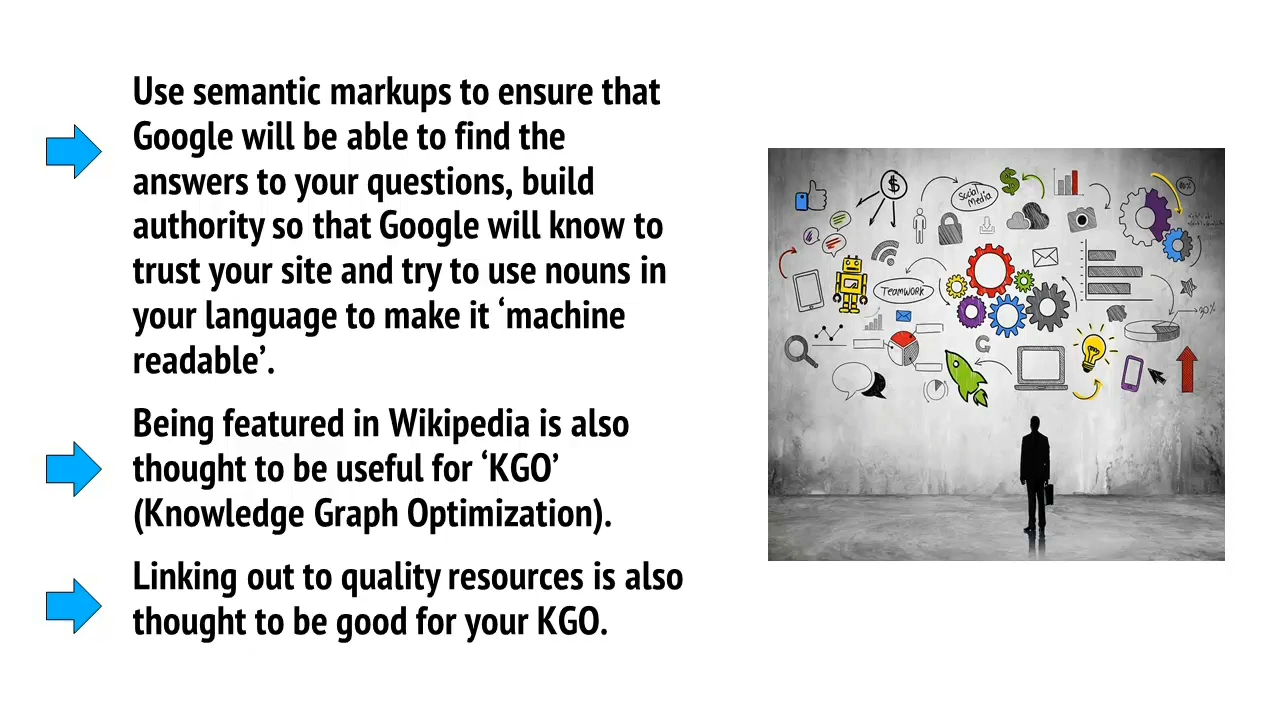 Use semantic markups to ensure that
Google will be able to find the
answers to your questions, build
authority so that Google will know to
trust your site and try to use nouns in
your language to make it ‘machine
readable’.
Being featured in Wikipedia is also
thought to be useful for ‘KGO’
(Knowledge Graph Optimization).
Linking out to quality resources is also
thought to be good for your KGO.
$
Social
Media
$
TEAMWORK
30%
G